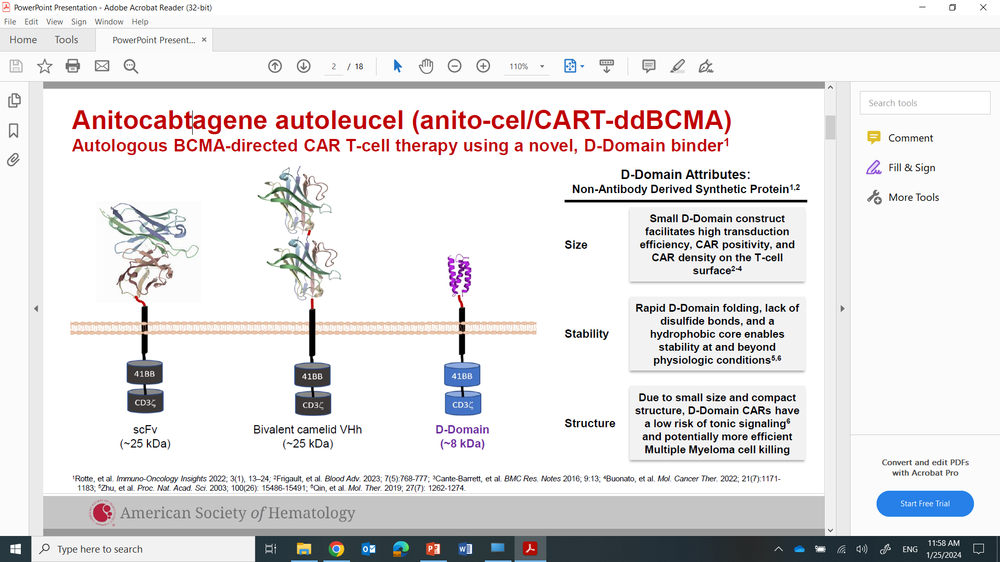 PowerPoint Presentation - Adobe Acrobat Reader (32-bit)
File Edit View Sign Window Help
Home Tools PowerPoint Present... ×
2 / 18 110%
Search tools
Comment
Fill & Sign
More Tools
Convert and edit PDFs
with Acrobat Pro
Start Free Trial
Anitocabtagene autoleucel (anito-cel/CART-ddBCMA)
Autologous BCMA-directed CAR T-cell therapy using a novel, D-Domain binder¹
41BB
CD3ζ
scFv
(~25 kDa)
41BB
CD3ζ
Bivalent camelid VHh
(~25 kDa)
41BB
CD3ζ
D-Domain
(~8 kDa)
D-Domain Attributes:
Non-Antibody Derived Synthetic Protein¹,²
Size
Small D-Domain construct
facilitates high transduction
efficiency, CAR positivity, and
CAR density on the T-cell
surface²-⁴
Stability
Rapid D-Domain folding, lack of
disulfide bonds, and a
hydrophobic core enables
stability at and beyond
physiologic conditions⁵,⁶
Structure
Due to small size and compact
structure, D-Domain CARs have
a low risk of tonic signaling⁶
and potentially more efficient
Multiple Myeloma cell killing
¹Rotte, et al. Immuno-Oncology Insights 2022; 3(1), 13–24; ²Frigault, et al. Blood Adv. 2023; 7(5):768-777; ³Cante-Barrett, et al. BMC Res. Notes 2016; 9:13; ⁴Buonato, et al. Mol. Cancer Ther. 2022; 21(7):1171-
1183; ⁵Zhu, et al. Proc. Nat. Acad. Sci. 2003; 100(26): 15486-15491; ⁶Qin, et al. Mol. Ther. 2019; 27(7): 1262-1274.
American Society of Hematology
Type here to search
ENG
11:58 AM
1/25/2024